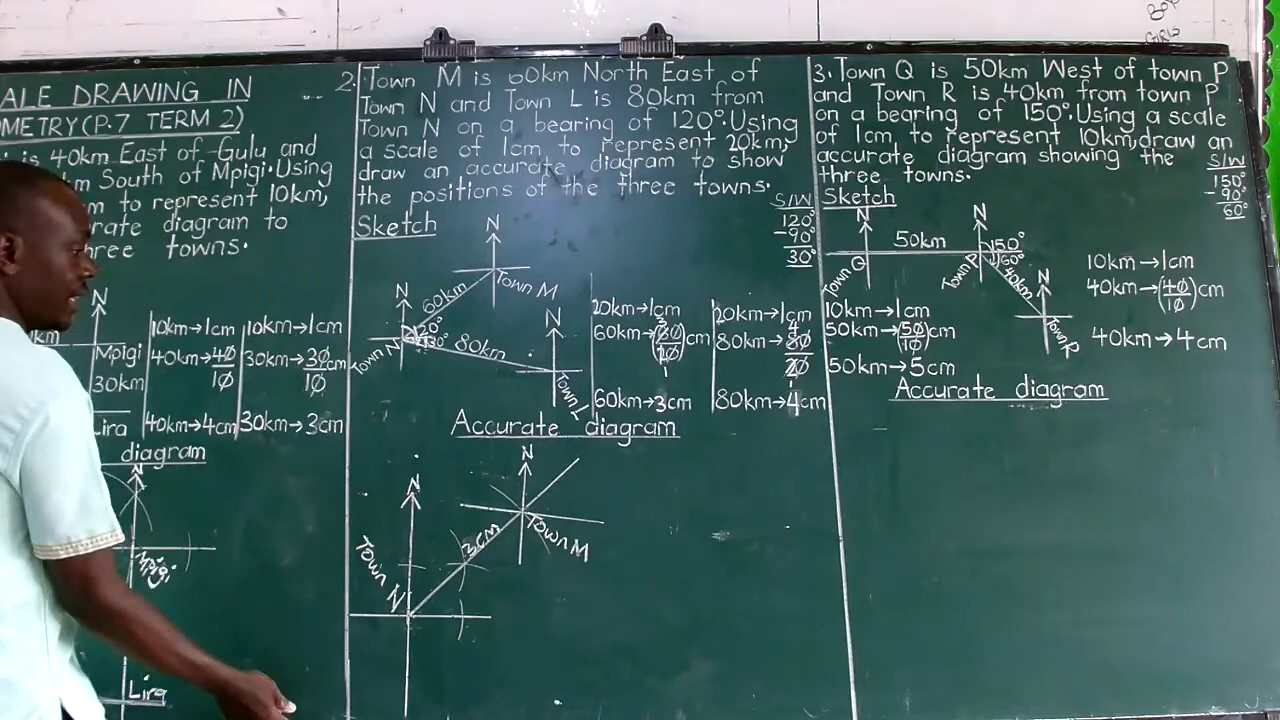 ALE DRAWING IN
OMETRY(P.7 TERM 2)
is 40km East of Gulu and
m South of Mpigi. Using
m to represent 10km,
rate diagram to
hree towns.
km
N
Mpigi
30km
Lira
10km→1cm
40km→40/10
40km→4cm
10km→1cm
30km→30/10cm
30km→3cm
diagram
N
Mpigi
Lira
2. Town M is 60km North East of
Town N and Town L is 80km from
Town N on a bearing of 120°. Using
a scale of 1cm to represent 20km,
draw an accurate diagram to show
the positions of the three towns.
Sketch
S/W
120°
-90°
30°
N
Town M
60km
N
120°
30°
Town N
80km
N
Town L
20km→1cm
60km→
60km→3cm
20km→1cm
4
80km→80/20
1
80km→4cm
Accurate diagram
N
Town M
3cm
N
Town N
3. Town Q is 50km West of town P
and Town R is 40km from town P
on a bearing of 150°. Using a scale
of 1cm to represent 10km, draw an
accurate diagram showing the
three towns.
S/W
150°
-90°
60°
Sketch
N
Town Q
50km
N
150°
60°
Town P
40km
N
Town R
10km→1cm
50km→(50/10)cm
50km→5cm
10km→1cm
40km→(40/10)cm
40km→4cm
Accurate diagram